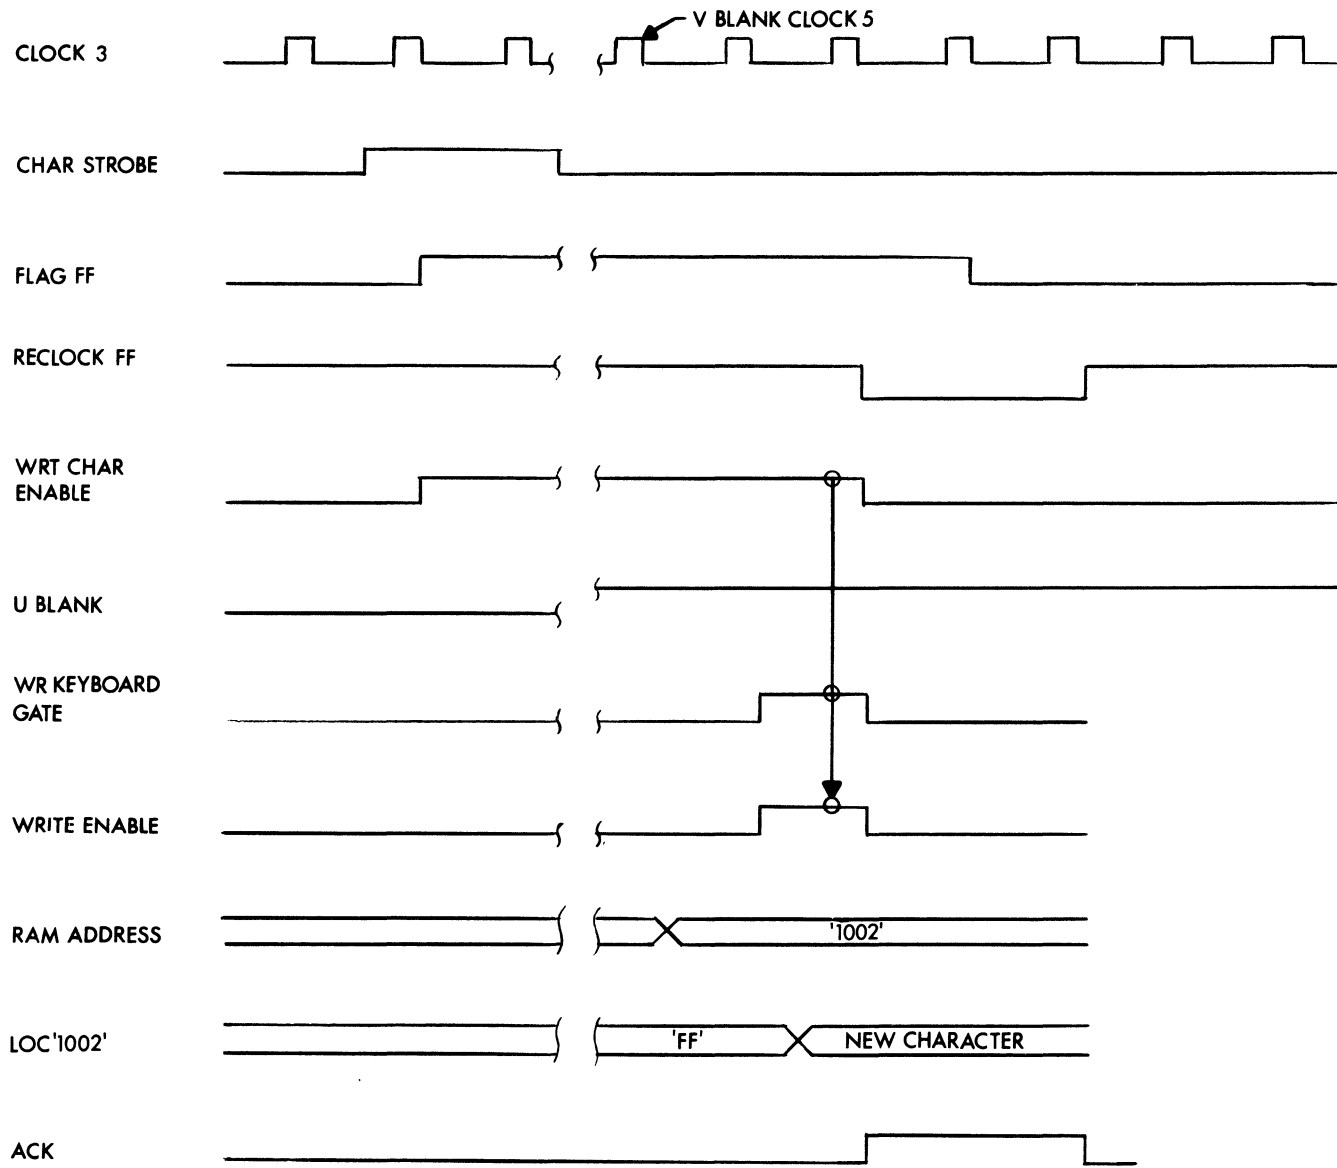 V BLANK CLOCK 5
CLOCK 3
CHAR STROBE
FLAG FF
RECLOCK FF
WRT CHAR
ENABLE
U BLANK
WR KEYBOARD
GATE
WRITE ENABLE
RAM ADDRESS
'1002'
LOC'1002'
'FF'
NEW CHARACTER
ACK